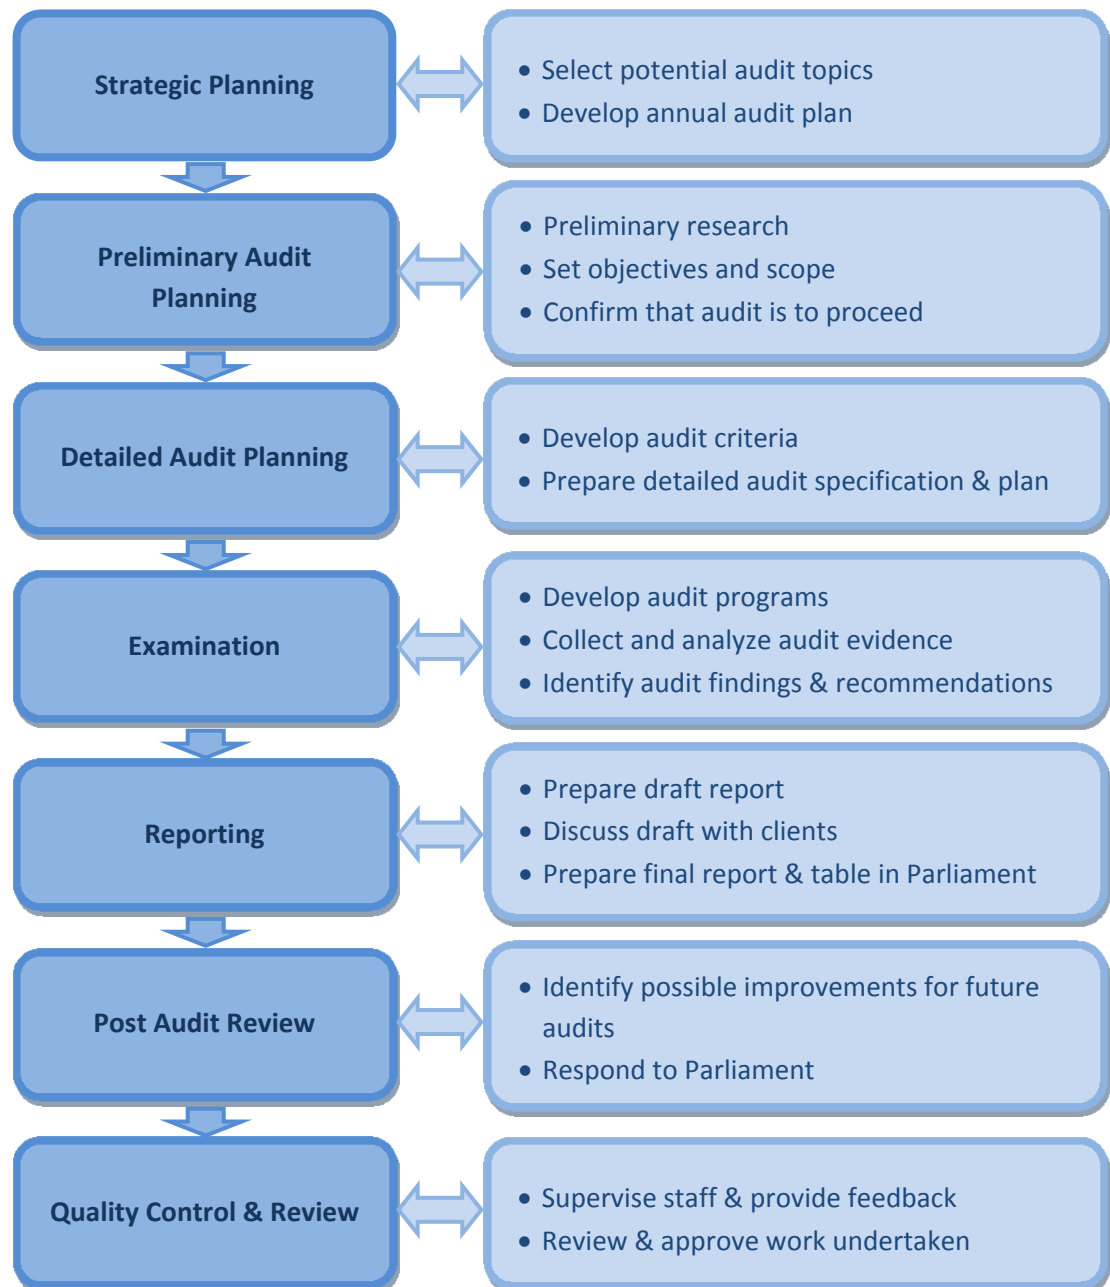 Strategic Planning
• Select potential audit topics
• Develop annual audit plan
Preliminary Audit
Planning
• Preliminary research
• Set objectives and scope
• Confirm that audit is to proceed
Detailed Audit Planning
• Develop audit criteria
• Prepare detailed audit specification & plan
Examination
• Develop audit programs
• Collect and analyze audit evidence
• Identify audit findings & recommendations
Reporting
• Prepare draft report
• Discuss draft with clients
• Prepare final report & table in Parliament
Post Audit Review
• Identify possible improvements for future
audits
• Respond to Parliament
Quality Control & Review
• Supervise staff & provide feedback
• Review & approve work undertaken